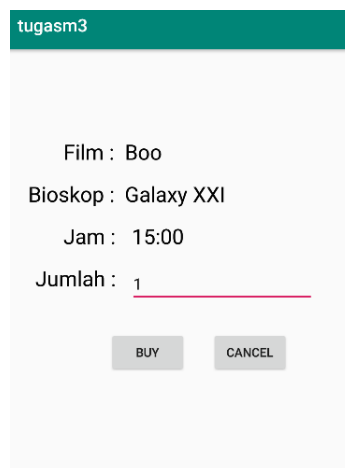 tugasm3
Film : Boo
Bioskop : Galaxy XXI
Jam : 15:00
Jumlah : 1
BUY CANCEL